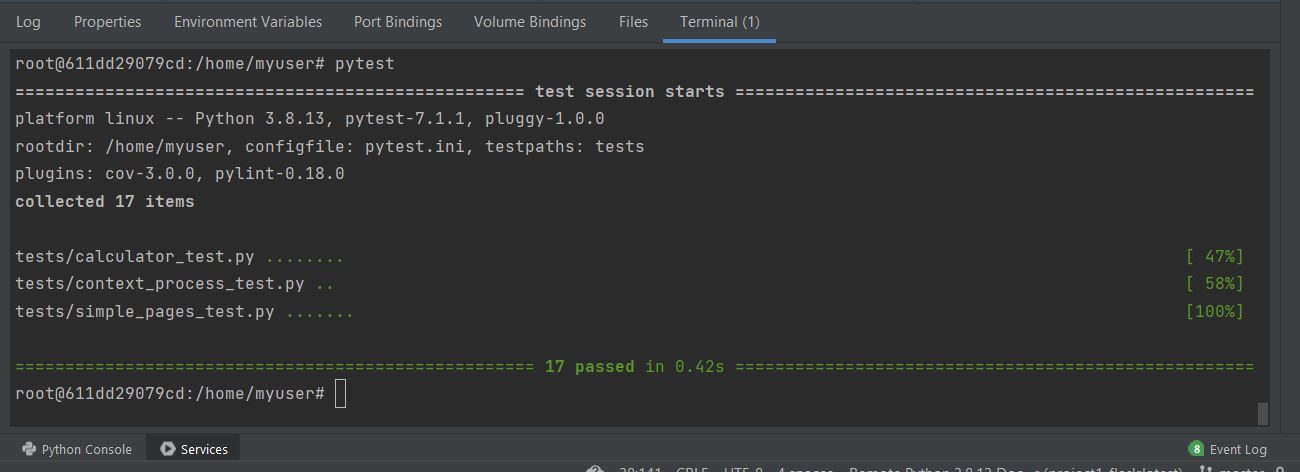 Log Properties Environment Variables Port Bindings Volume Bindings Files Terminal (1)
root@611dd29079cd:/home/myuser# pytest
=================================================== test session starts ====================================================
platform linux -- Python 3.8.13, pytest-7.1.1, pluggy-1.0.0
rootdir: /home/myuser, configfile: pytest.ini, testpaths: tests
plugins: cov-3.0.0, pylint-0.18.0
collected 17 items
tests/calculator_test.py ........ [ 47%]
tests/context_process_test.py .. [ 58%]
tests/simple_pages_test.py ....... [100%]
==================================================== 17 passed in 0.42s ====================================================
root@611dd29079cd:/home/myuser#
Python Console Services 8 Event Log